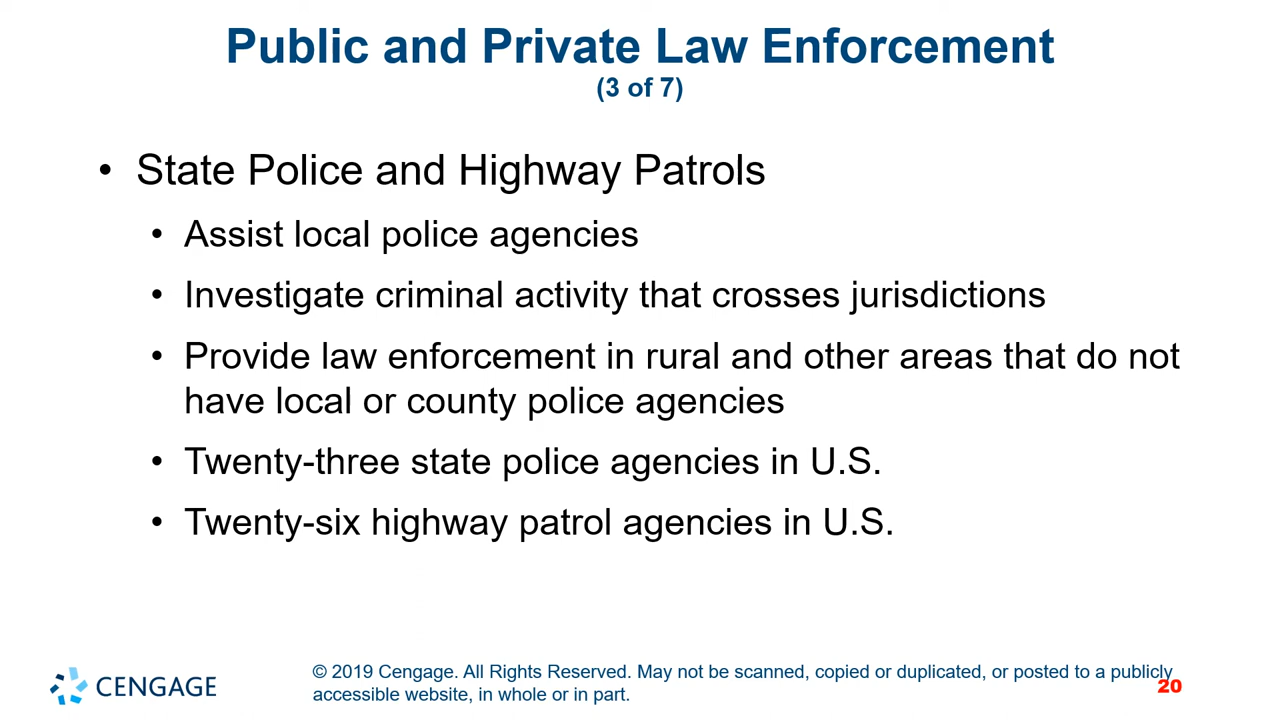 Public and Private Law Enforcement
(3 of 7)
• State Police and Highway Patrols
• Assist local police agencies
• Investigate criminal activity that crosses jurisdictions
• Provide law enforcement in rural and other areas that do not
have local or county police agencies
• Twenty-three state police agencies in U.S.
• Twenty-six highway patrol agencies in U.S.
CENGAGE
© 2019 Cengage. All Rights Reserved. May not be scanned, copied or duplicated, or posted to a publicly
accessible website, in whole or in part.
20